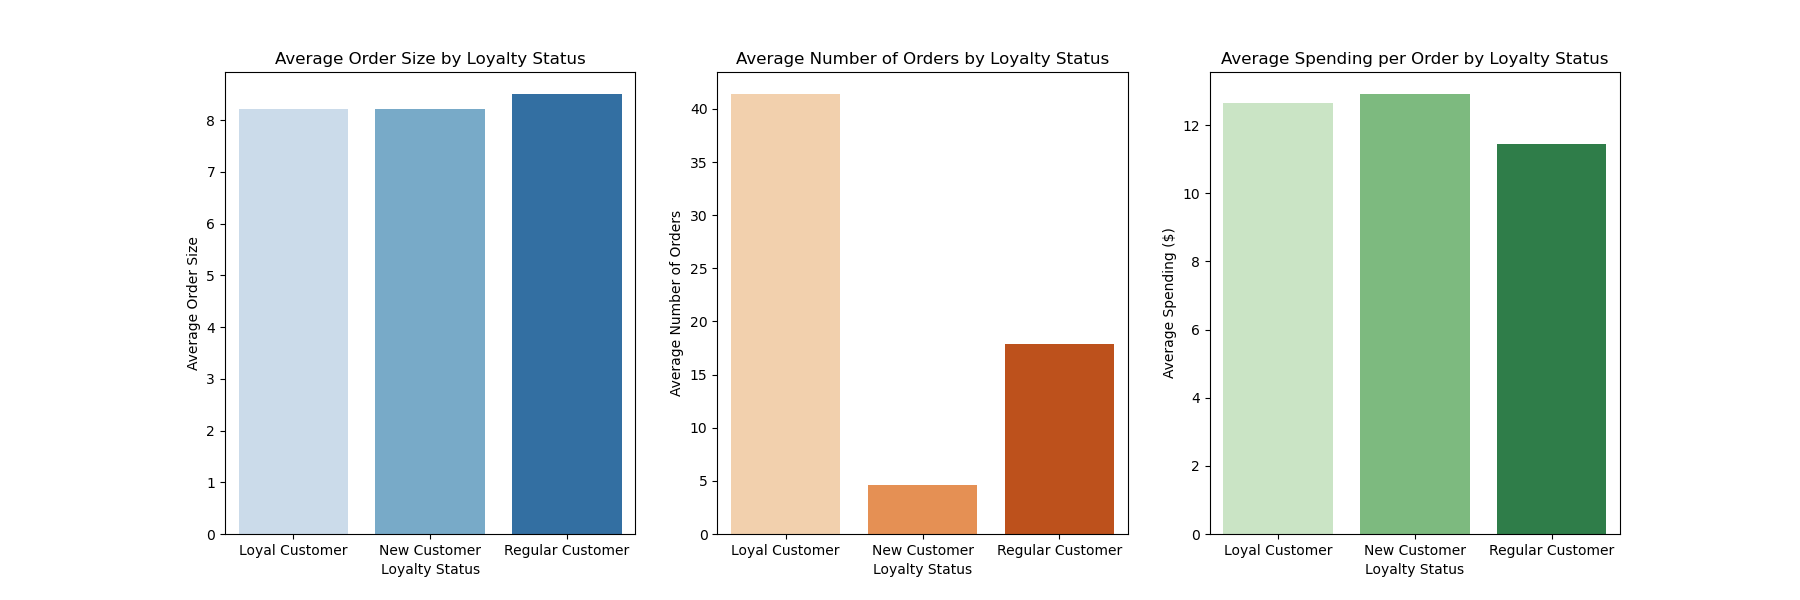 Average Order Size by Loyalty Status
Average Order Size
8
7
6
5
4
3
2
1
0
Loyal Customer New Customer Regular Customer
Loyalty Status
Average Number of Orders by Loyalty Status
Average Number of Orders
40
35
30
25
20
15
10
5
0
Loyal Customer New Customer Regular Customer
Loyalty Status
Average Spending per Order by Loyalty Status
Average Spending ($)
12
10
8
6
4
2
0
Loyal Customer New Customer Regular Customer
Loyalty Status